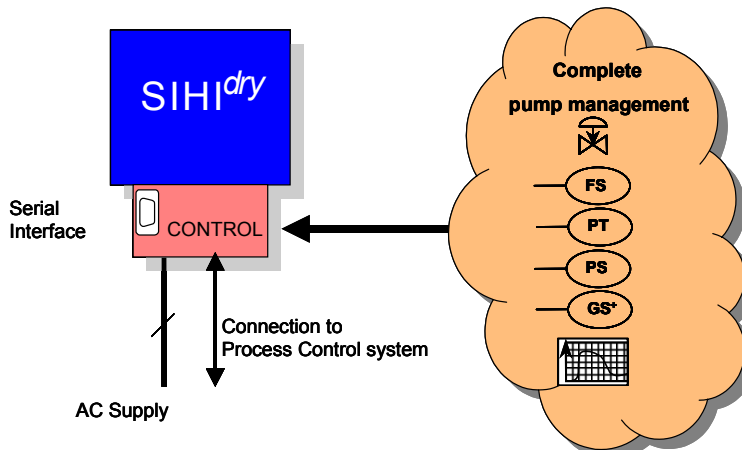 SIHIdry
Serial
Interface
CONTROL
Connection to
Process Control system
AC Supply
Complete
pump management
FS
PT
PS
GS+